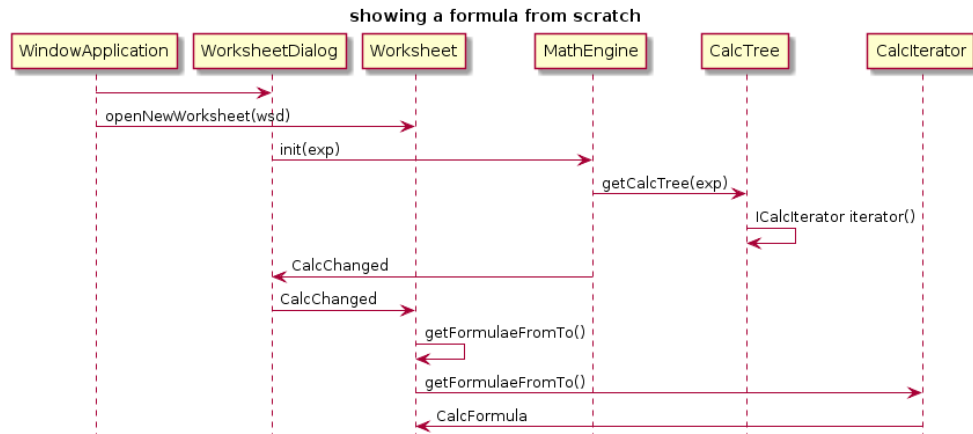 showing a formula from scratch
WindowApplication WorksheetDialog Worksheet MathEngine CalcTree CalcIterator
openNewWorksheet(wsd)
init(exp)
getCalcTree(exp)
ICalcIterator iterator()
CalcChanged
CalcChanged
getFormulaeFromTo()
getFormulaeFromTo()
CalcFormula